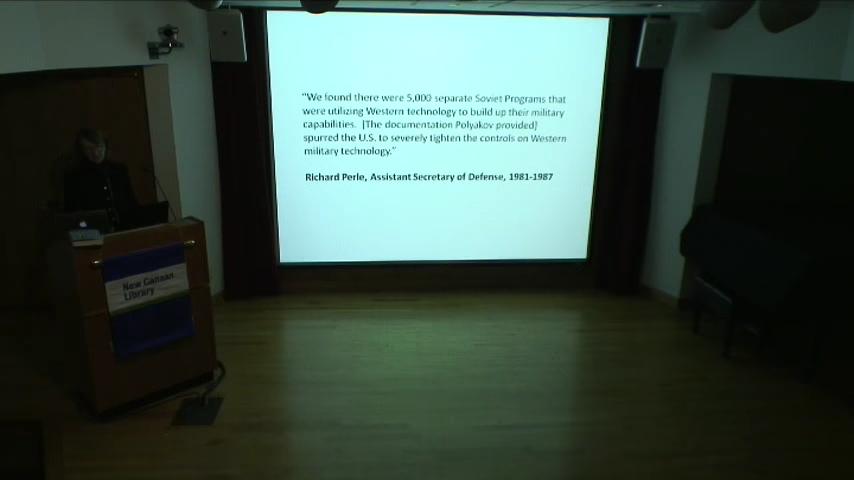 "We found there were 5,000 separate Soviet Programs that
were utilizing Western technology to build up their military
capabilities. [The documentation Polyakov provided]
spurred the U.S. to severely tighten the controls on Western
military technology."
Richard Perle, Assistant Secretary of Defense, 1981-1987
New Canaan
Library